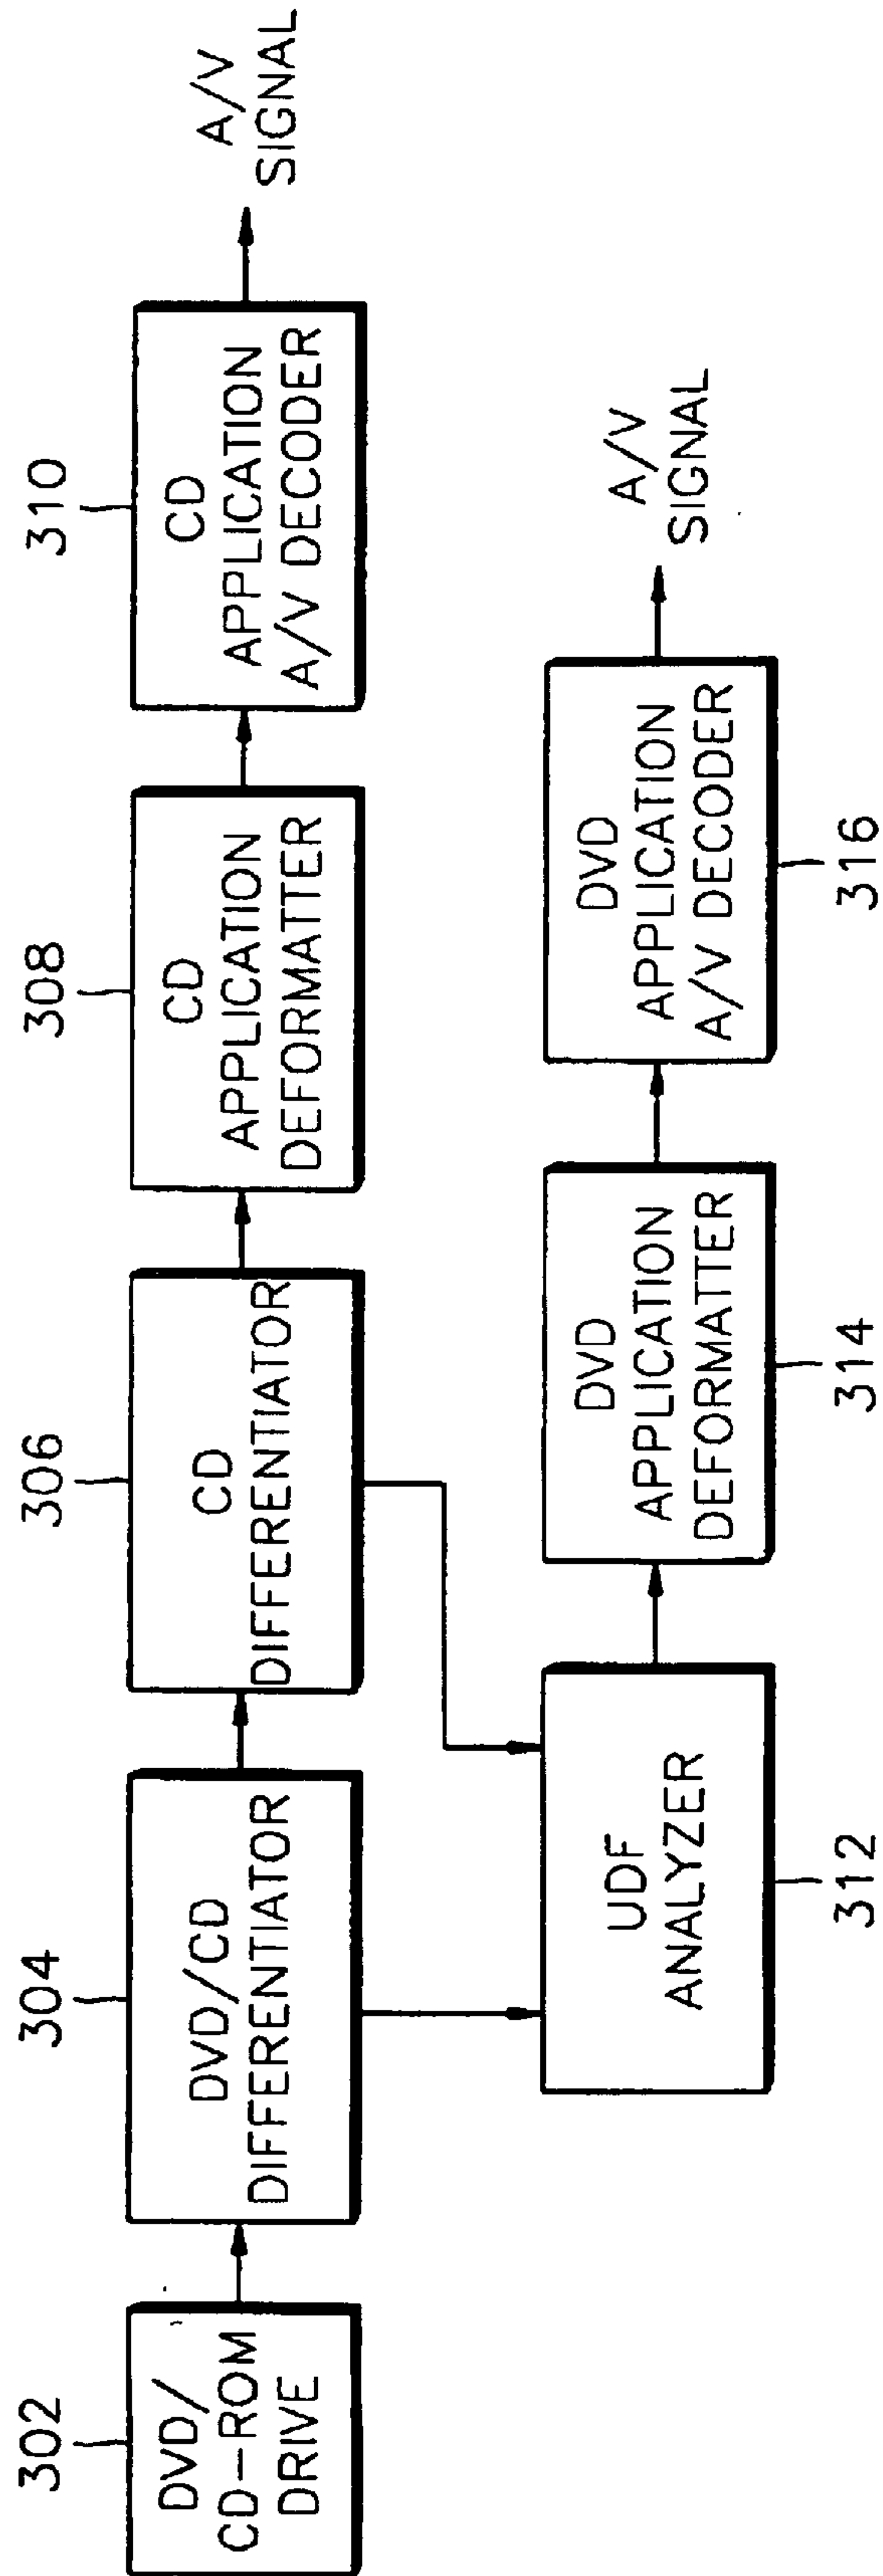 302
DVD/
CD-ROM
DRIVE
304
DVD/CD
DIFFERENTIATOR
306
CD
DIFFERENTIATOR
308
CD
APPLICATION
DEFORMATTER
310
CD
APPLICATION
A/V DECODER
A/V
SIGNAL
UDF
ANALYZER
312
DVD
APPLICATION
DEFORMATTER
314
DVD
APPLICATION
A/V DECODER
316
A/V
SIGNAL